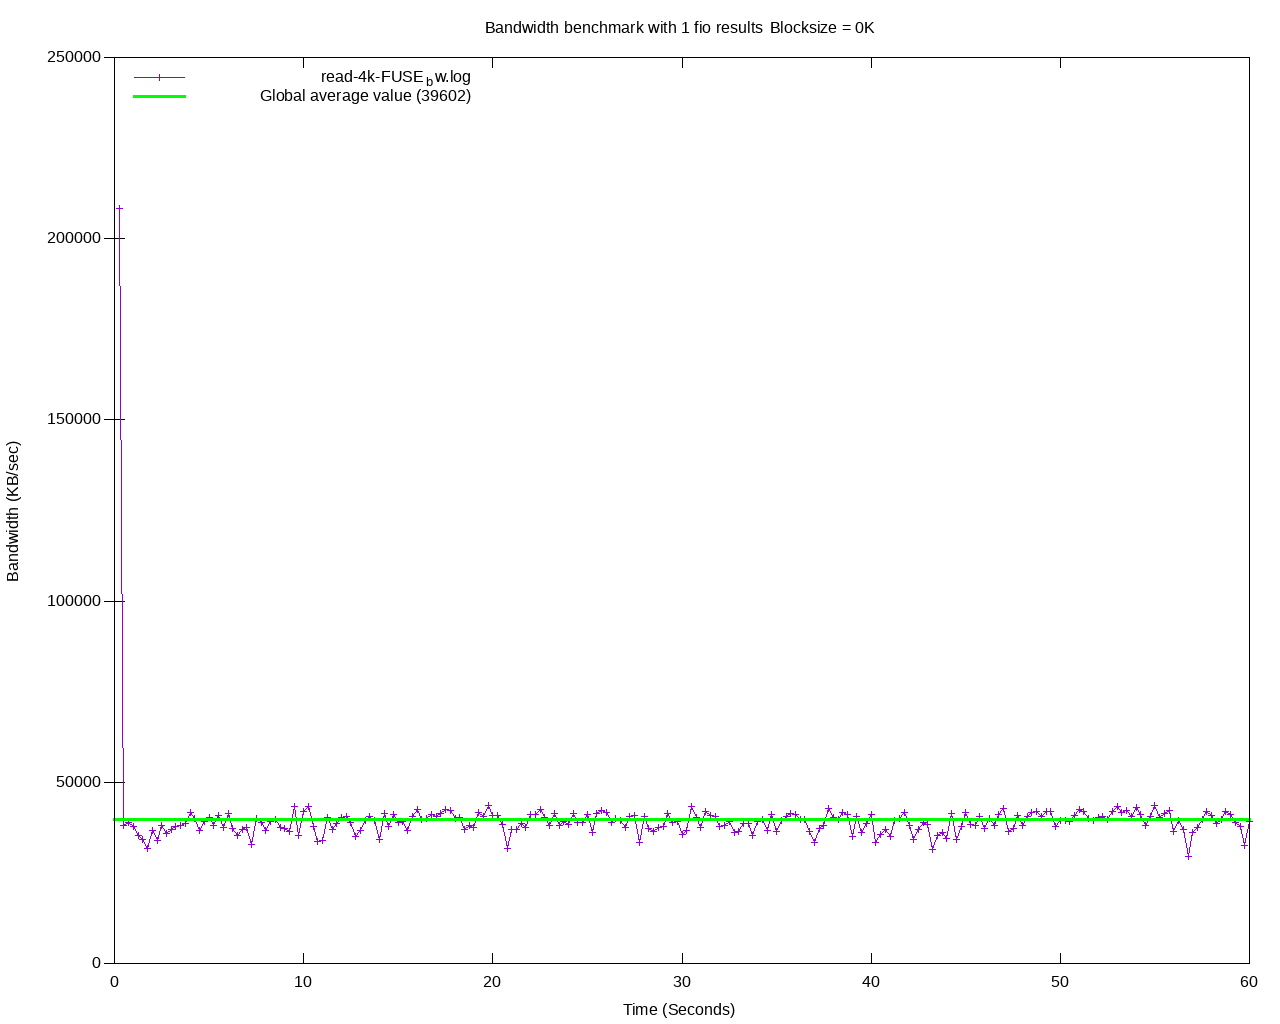 Bandwidth benchmark with 1 fio results Blocksize = 0K
250000
read-4k-FUSE_bw.log
Global average value (39602)
200000
150000
Bandwidth (KB/sec)
100000
50000
0
0 10 20 30 40 50 60
Time (Seconds)